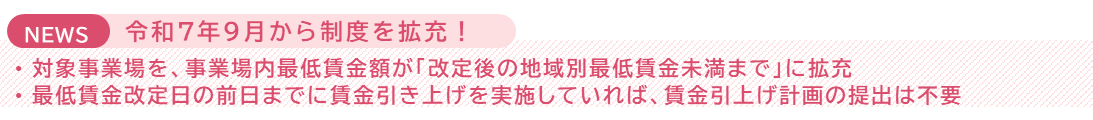 NEWS 令和7年9月から制度を拡充！
・対象事業場を、事業場内最低賃金額が「改定後の地域別最低賃金未満まで」に拡充
・最低賃金改定日の前日までに賃金引き上げを実施していれば、賃金引上げ計画の提出は不要